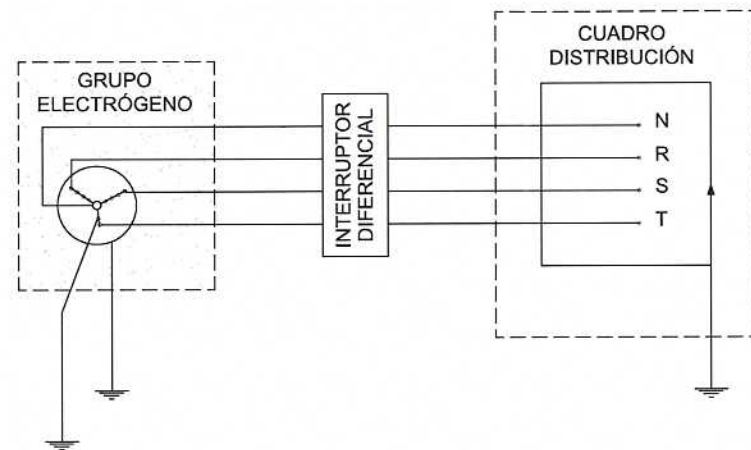 GRUPO
ELECTRÓGENO
INTERRUPTOR
DIFERENCIAL
CUADRO
DISTRIBUCIÓN
N
R
S
T